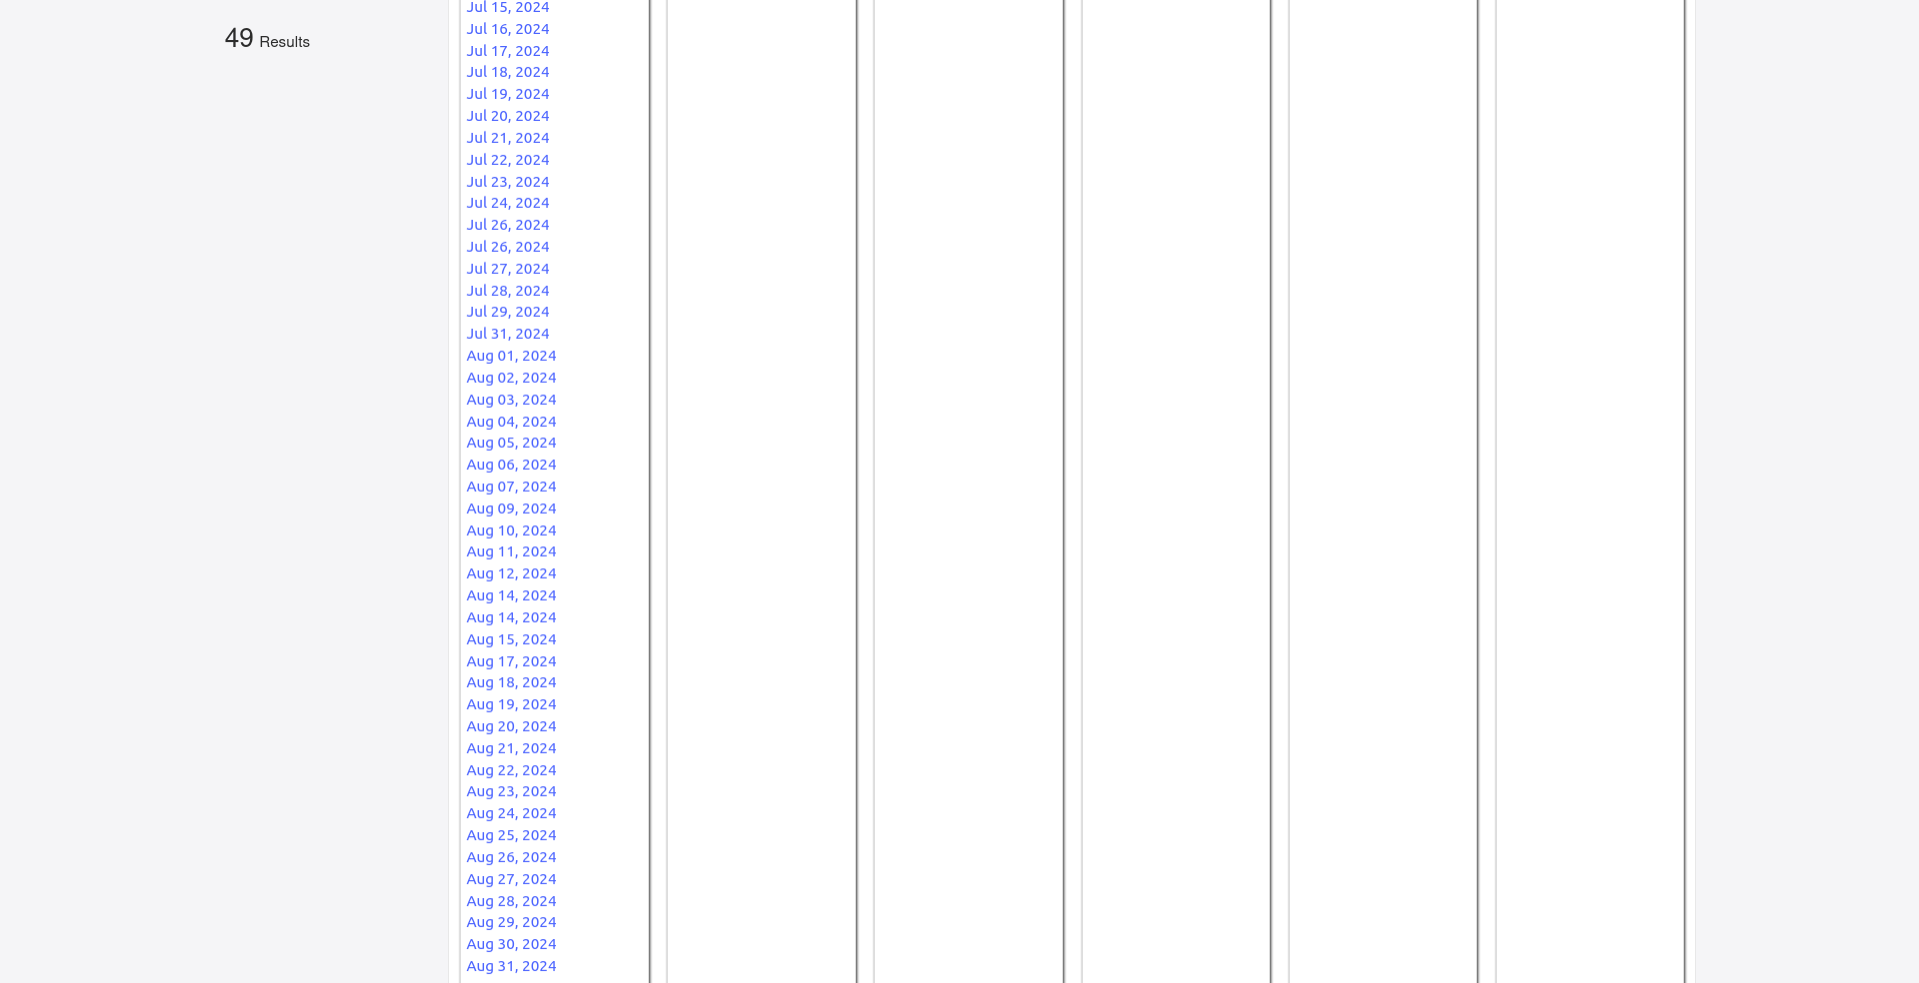 49 Results
Jul 15, 2024
Jul 16, 2024
Jul 17, 2024
Jul 18, 2024
Jul 19, 2024
Jul 20, 2024
Jul 21, 2024
Jul 22, 2024
Jul 23, 2024
Jul 24, 2024
Jul 26, 2024
Jul 26, 2024
Jul 27, 2024
Jul 28, 2024
Jul 29, 2024
Jul 31, 2024
Aug 01, 2024
Aug 02, 2024
Aug 03, 2024
Aug 04, 2024
Aug 05, 2024
Aug 06, 2024
Aug 07, 2024
Aug 09, 2024
Aug 10, 2024
Aug 11, 2024
Aug 12, 2024
Aug 14, 2024
Aug 14, 2024
Aug 15, 2024
Aug 17, 2024
Aug 18, 2024
Aug 19, 2024
Aug 20, 2024
Aug 21, 2024
Aug 22, 2024
Aug 23, 2024
Aug 24, 2024
Aug 25, 2024
Aug 26, 2024
Aug 27, 2024
Aug 28, 2024
Aug 29, 2024
Aug 30, 2024
Aug 31, 2024